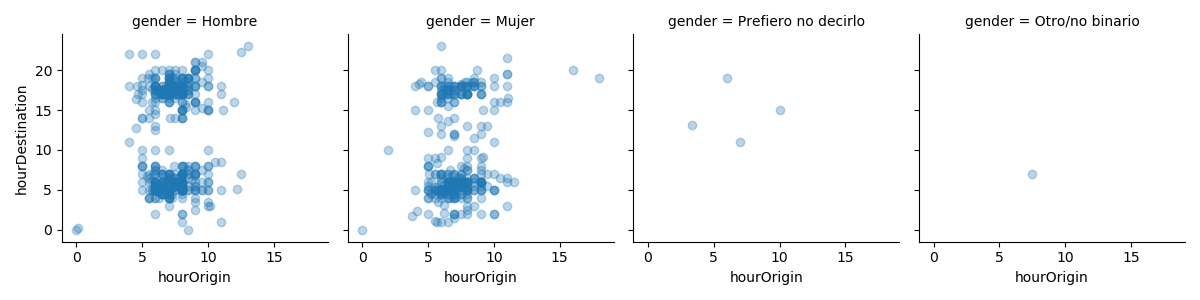 gender = Hombre
gender = Mujer
gender = Prefiero no decirlo
gender = Otro/no binario
hourDestination
20
15
10
5
0
0 5 10 15
0 5 10 15
0 5 10 15
0 5 10 15
hourOrigin
hourOrigin
hourOrigin
hourOrigin